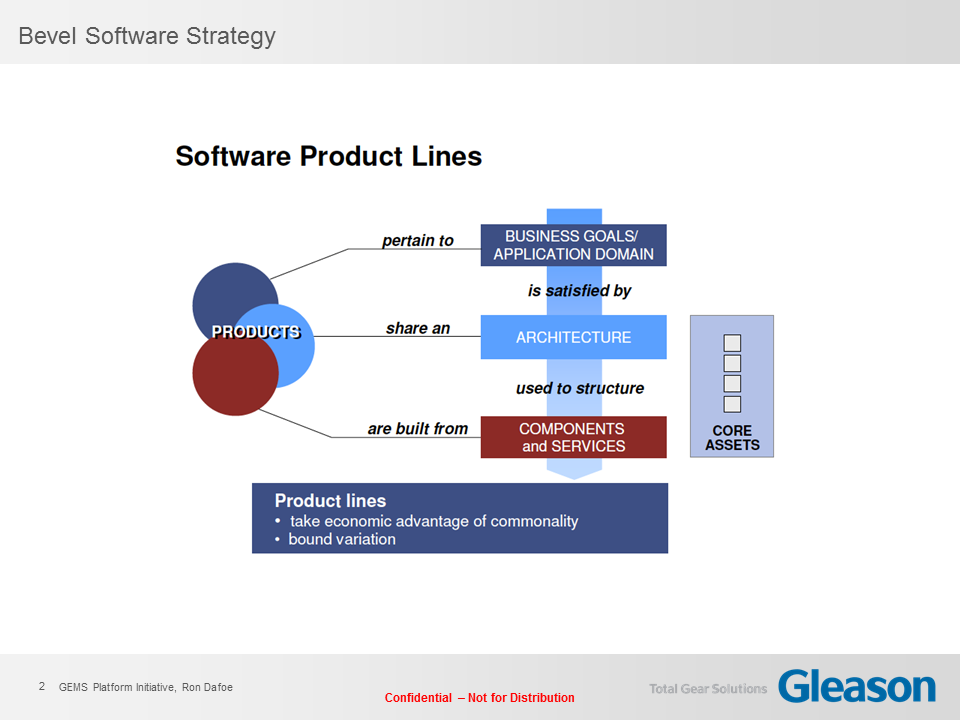 Bevel Software Strategy
Software Product Lines
pertain to
BUSINESS GOALS/
APPLICATION DOMAIN
is satisfied by
PRODUCTS
share an
ARCHITECTURE
used to structure
are built from
COMPONENTS
and SERVICES
CORE
ASSETS
Product lines
• take economic advantage of commonality
• bound variation
2 GEMS Platform Initiative, Ron Dafoe
Confidential – Not for Distribution
Total Gear Solutions
Gleason